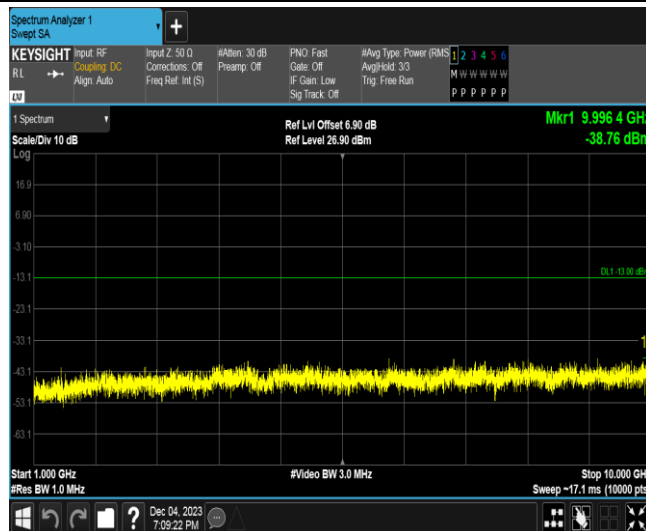 Spectrum Analyzer 1
Swept SA
+
KEYSIGHT
RL
LXI
Input: RF
Coupling: DC
Align: Auto
Input Z: 50 Ω
Corrections: Off
Freq Ref: Int (S)
#Atten: 30 dB
Preamp: Off
PNO: Fast
Gate: Off
IF Gain: Low
Sig Track: Off
#Avg Type: Power (RMS
Avg|Hold: 3/3
Trig: Free Run
1 2 3 4 5 6
M W W W W W
P P P P P P
1 Spectrum
Scale/Div 10 dB
Log
Ref Lvl Offset 6.90 dB
Ref Level 26.90 dBm
Mkr1 9.996 4 GHz
-38.76 dBm
16.9
6.90
-3.10
-13.1
-23.1
-33.1
-43.1
-53.1
-63.1
DL1 -13.00 dBm
1
Start 1.000 GHz
#Res BW 1.0 MHz
#Video BW 3.0 MHz
Stop 10.000 GHz
Sweep ~17.1 ms (10000 pts
?
Dec 04, 2023
7:09:22 PM